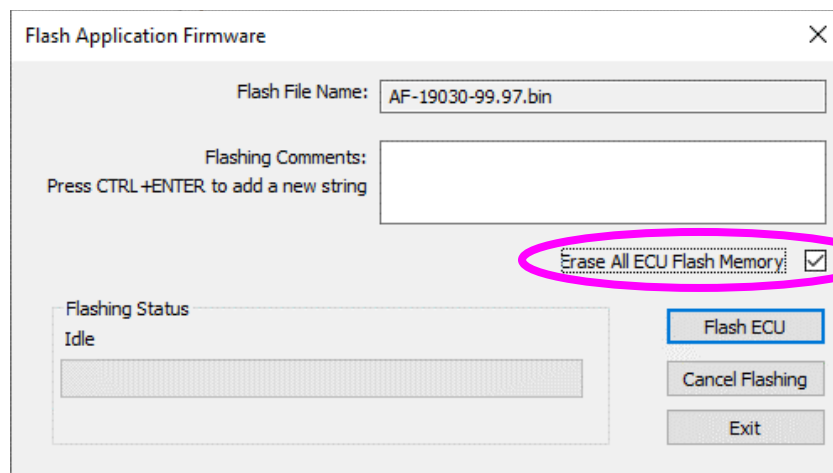 Flash Application Firmware
Flash File Name:
AF-19030-99.97.bin
Flashing Comments:
Press CTRL+ENTER to add a new string
Erase All ECU Flash Memory
Flashing Status
Idle
Flash ECU
Cancel Flashing
Exit